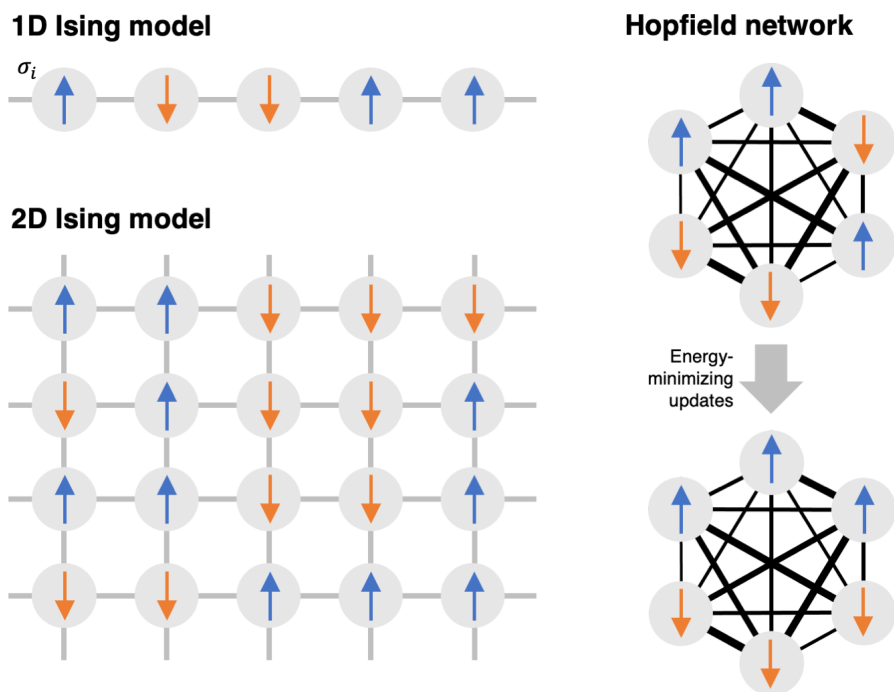 1D Ising model
σᵢ
2D Ising model
Hopfield network
Energy-
minimizing
updates